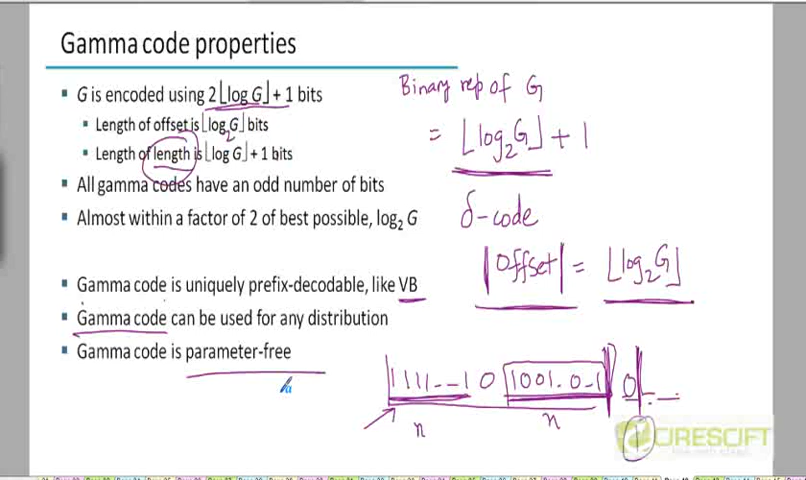 Gamma code properties
G is encoded using 2⌊log G⌋ + 1 bits
Length of offset is ⌊log₂G⌋ bits
Length of length is ⌊log G⌋ + 1 bits
All gamma codes have an odd number of bits
Almost within a factor of 2 of best possible, log₂ G
Gamma code is uniquely prefix-decodable, like VB
Gamma code can be used for any distribution
Gamma code is parameter-free
Binary rep of G
= ⌊log₂G⌋ + 1
δ-code
|Offset| = ⌊log₂G⌋
1111--10 1001.0-1 0
n n